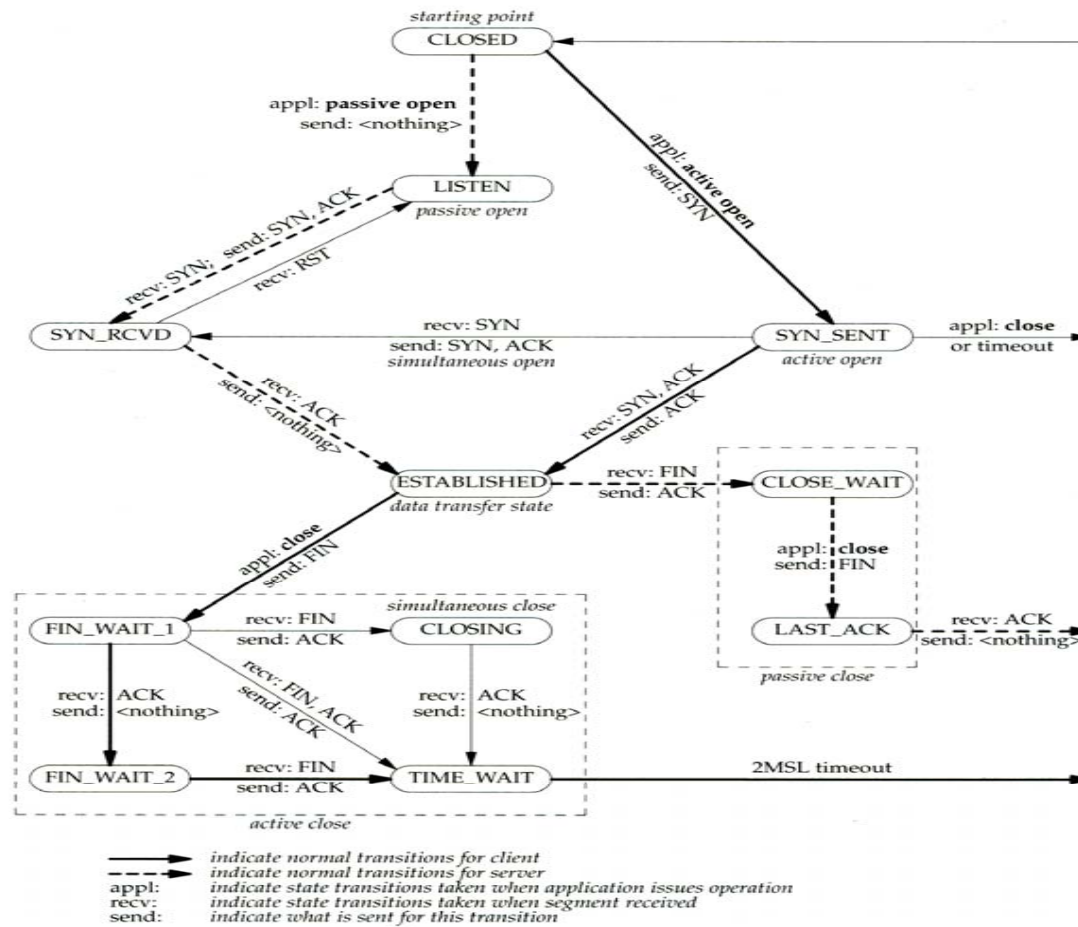 starting point
CLOSED
appl: passive open
send: <nothing>
appl: active open
send: SYN
LISTEN
passive open
recv: SYN; send: SYN, ACK
recv: RST
SYN_RCVD
recv: SYN
send: SYN, ACK
simultaneous open
SYN_SENT
active open
appl: close
or timeout
recv: ACK
send: <nothing>
recv: SYN, ACK
send: ACK
ESTABLISHED
data transfer state
recv: FIN
send: ACK
CLOSE_WAIT
appl: close
send: FIN
appl: close
send: FIN
LAST_ACK
passive close
recv: ACK
send: <nothing>
simultaneous close
FIN_WAIT_1
recv: FIN
send: ACK
CLOSING
recv: ACK
send: <nothing>
recv: FIN, ACK
send: ACK
recv: ACK
send: <nothing>
FIN_WAIT_2
recv: FIN
send: ACK
TIME_WAIT
2MSL timeout
active close
indicate normal transitions for client
indicate normal transitions for server
appl: indicate state transitions taken when application issues operation
recv: indicate state transitions taken when segment received
send: indicate what is sent for this transition